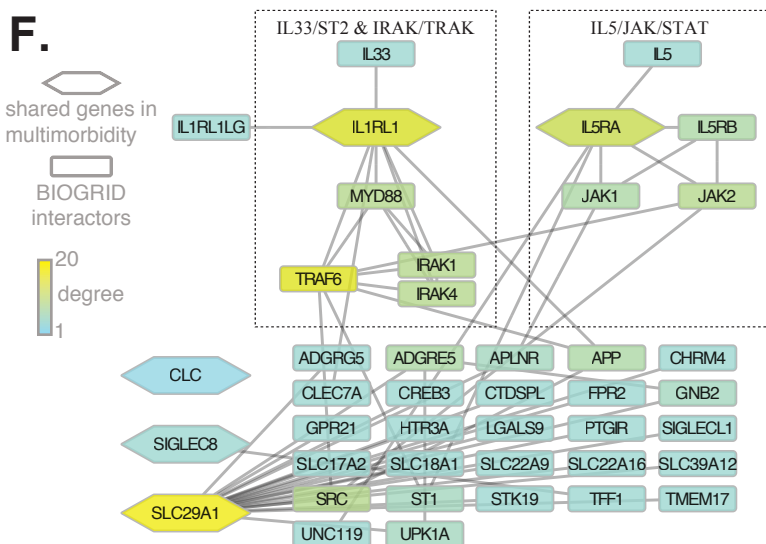 F.
IL33/ST2 & IRAK/TRAK
IL5/JAK/STAT
IL33
IL5
shared genes in
multimorbidity
IL1RL1LG
IL1RL1
IL5RA
IL5RB
BIOGRID
interactors
MYD88
JAK1
JAK2
20
degree
1
TRAF6
IRAK1
IRAK4
CLC
ADGRG5
ADGRE5
APLNR
APP
CHRM4
CLEC7A
CREB3
CTDSPL
FPR2
GNB2
SIGLEC8
GPR21
HTR3A
LGALS9
PTGIR
SIGLECL1
SLC17A2
SLC18A1
SLC22A9
SLC22A16
SLC39A12
SLC29A1
SRC
ST1
STK19
TFF1
TMEM17
UNC119
UPK1A